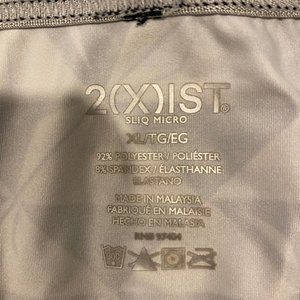 2(X)IST®
SLIQ MICRO
XL/TG/EG
92% POLYESTER / POLIÉSTER
8% SPANDEX / ÉLASTHANNE
ELASTANO
MADE IN MALAYSIA
FABRIQUÉ EN MALAISIE
HECHO EN MALASIA